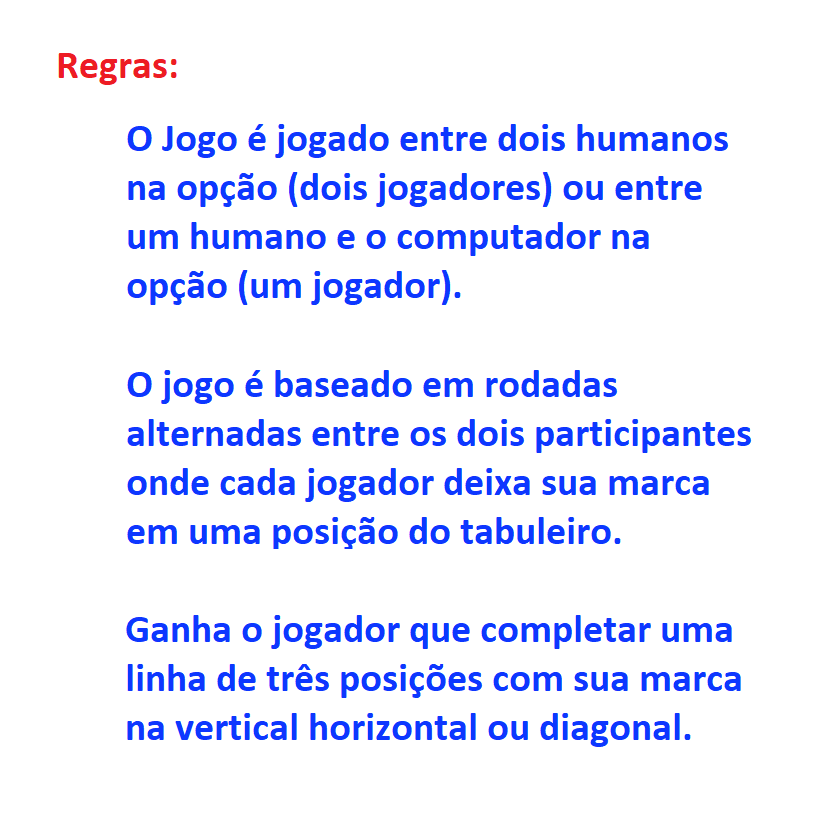 Regras:
O Jogo é jogado entre dois humanos
na opção (dois jogadores) ou entre
um humano e o computador na
opção (um jogador).
O jogo é baseado em rodadas
alternadas entre os dois participantes
onde cada jogador deixa sua marca
em uma posição do tabuleiro.
Ganha o jogador que completar uma
linha de três posições com sua marca
na vertical horizontal ou diagonal.